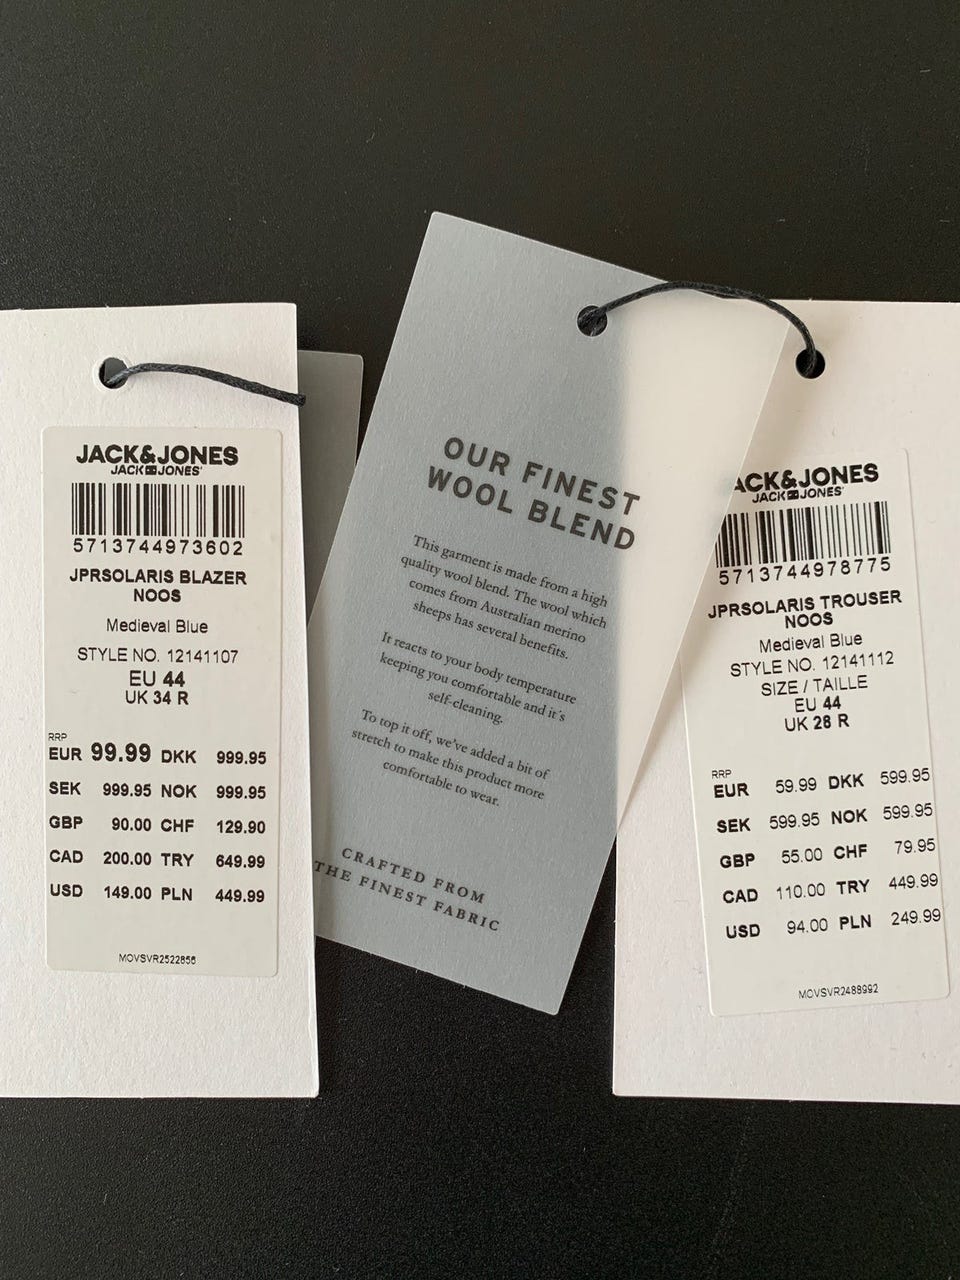 JACK&JONES
JACK JONES
5713744973602
JPRSOLARIS BLAZER
NOOS
Medieval Blue
STYLE NO. 12141107
EU 44
UK 34 R
RRP
EUR 99.99 DKK 999.95
SEK 999.95 NOK 999.95
GBP 90.00 CHF 129.90
CAD 200.00 TRY 649.99
USD 149.00 PLN 449.99
MOVSVR2522856
OUR FINEST
WOOL BLEND
This garment is made from a high
quality wool blend. The wool which
comes from Australian merino
sheeps has several benefits.
It reacts to your body temperature
keeping you comfortable and it's
self-cleaning.
To top it off, we've added a bit of
stretch to make this product more
comfortable to wear.
CRAFTED FROM
THE FINEST FABRIC
ACK&JONES
JACK JONES
5713744978775
JPRSOLARIS TROUSER
NOOS
Medieval Blue
STYLE NO. 12141112
SIZE / TAILLE
EU 44
UK 28 R
RRP
EUR 59.99 DKK 599.95
SEK 599.95 NOK 599.95
GBP 55.00 CHF 79.95
CAD 110.00 TRY 449.99
USD 94.00 PLN 249.99
MOVSVR2488992